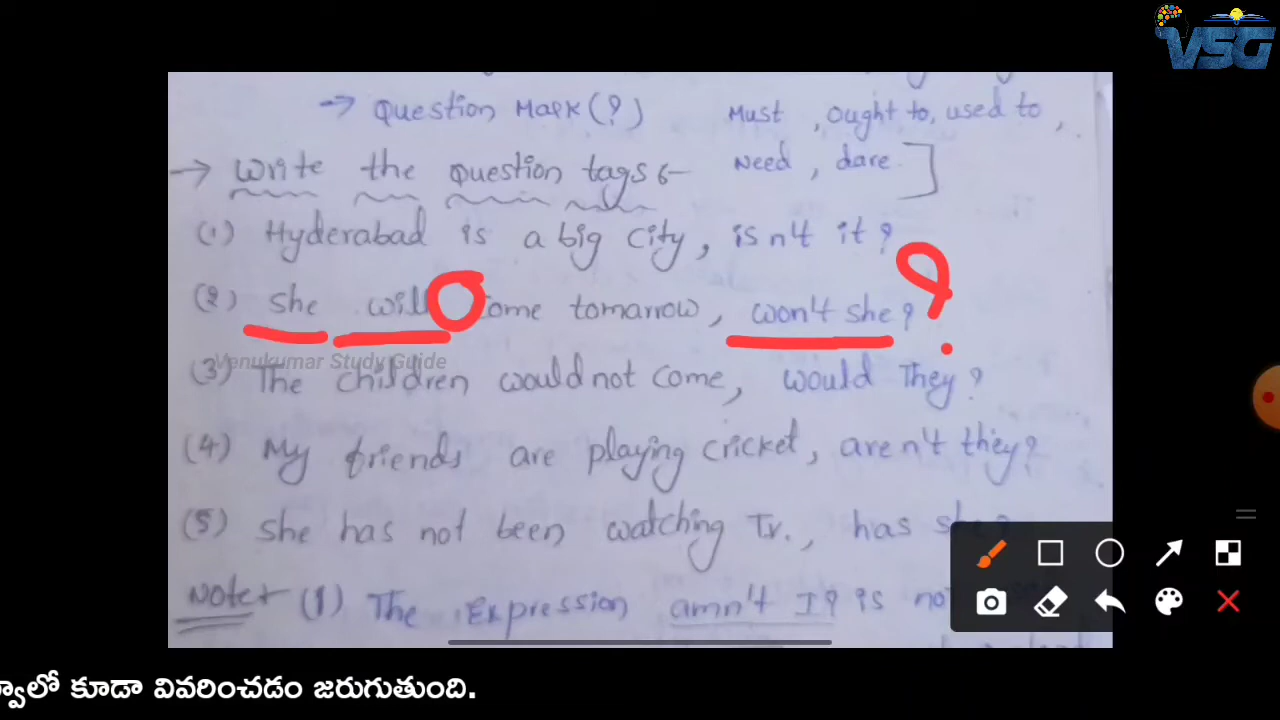 VSG
→ Question Mark (?) Must, ought to, used to,
→ Write the Question tags :- Need, dare]
(1) Hyderabad is a big city, isn't it?
(2) she will come tomarrow, won't she?
Venukumar Study Guide
(3) The children would not come, would They?
(4) My friends are playing cricket, aren't they?
(5) she has not been watching Tv., has she?
Note + (1) The Expression amn't I? is
కూడా వివరించడం జరుగుతుంది.